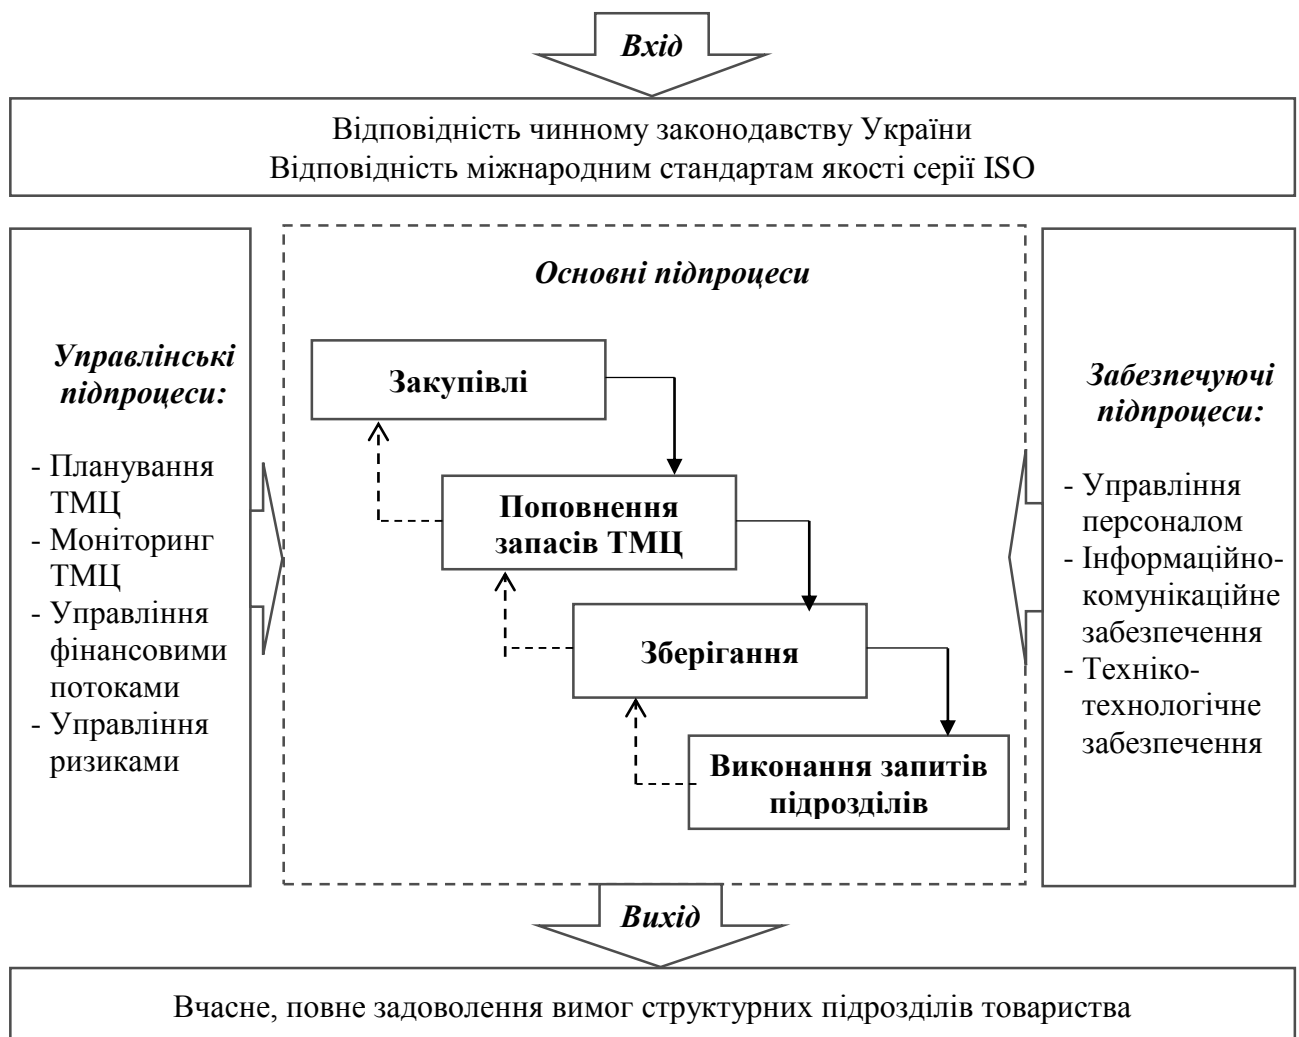 Вхід
Відповідність чинному законодавству України
Відповідність міжнародним стандартам якості серії ISO
Управлінські
підпроцеси:
- Планування
ТМЦ
- Моніторинг
ТМЦ
- Управління
фінансовими
потоками
- Управління
ризиками
Основні підпроцеси
Закупівлі
Поповнення
запасів ТМЦ
Зберігання
Виконання запитів
підрозділів
Забезпечуючі
підпроцеси:
- Управління
персоналом
- Інформаційно-
комунікаційне
забезпечення
- Техніко-
технологічне
забезпечення
Вихід
Вчасне, повне задоволення вимог структурних підрозділів товариства